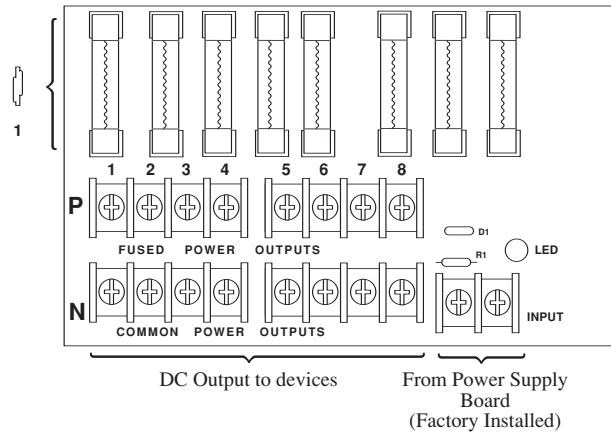 1
1 2 3 4 5 6 7 8
P
FUSED POWER OUTPUTS
D1
R1
LED
N
COMMON POWER OUTPUTS
INPUT
DC Output to devices
From Power Supply
Board
(Factory Installed)